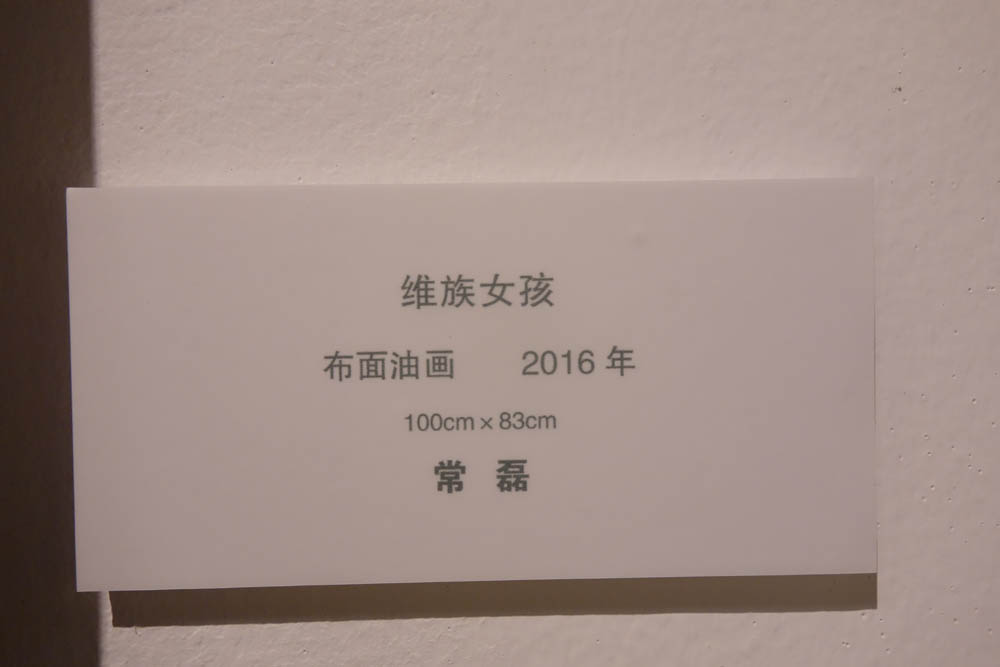 维族女孩
布面油画 2016 年
100cm×83cm
常 磊